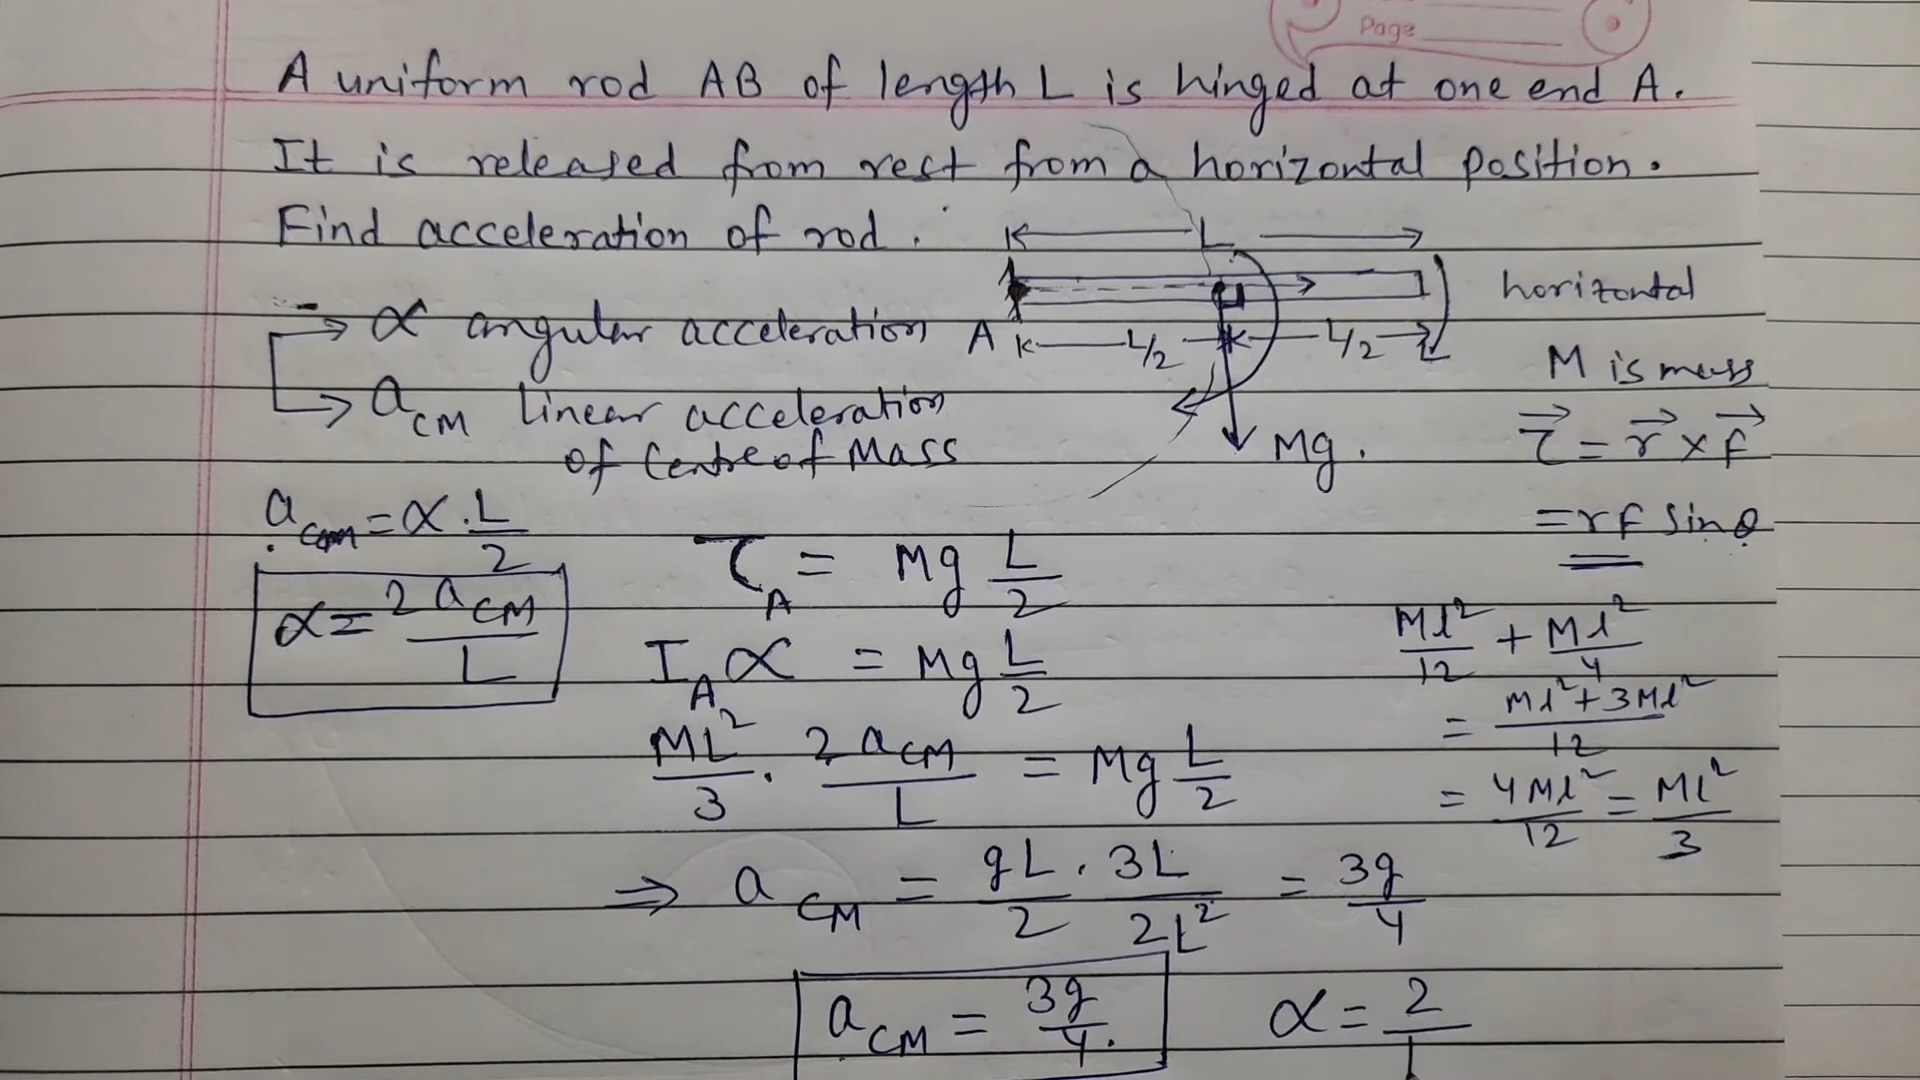 Page
A uniform rod AB of length L is hinged at one end A.
It is released from rest from a horizontal position.
Find acceleration of rod.
L
horizontal
→ α angular acceleration
A
L/2
L/2
M is mass
→ a_CM linear acceleration
of Centre of Mass
Mg.
τ⃗ = r⃗ × F⃗
= rF sinθ
a_com = α . L/2
α = 2a_CM/L
τ_A = Mg L/2
I_A α = Mg L/2
ML²/3 . 2a_CM/L = Mg L/2
Ml²/12 + Ml²/4
= (Ml² + 3Ml²)/12
= 4Ml²/12 = Ml²/3
⇒ a_CM = gL/2 . 3L/2L² = 3g/4
a_CM = 3g/4.
α = 2/L